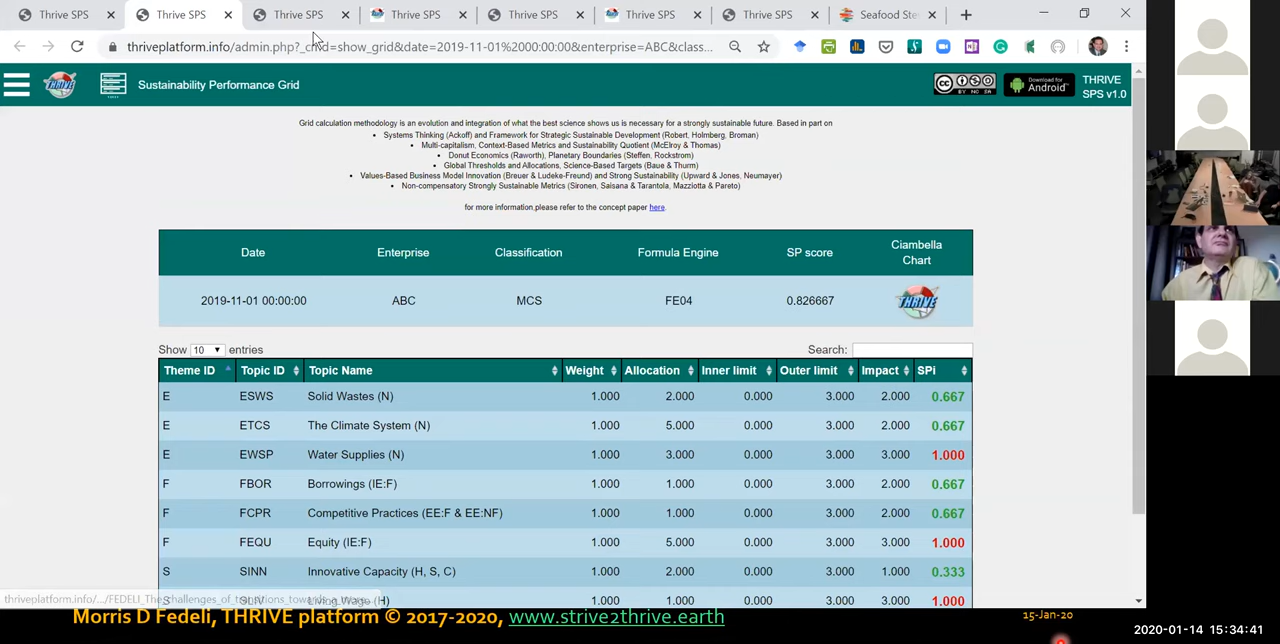 Thrive SPS
Thrive SPS
Thrive SPS
Thrive SPS
Thrive SPS
Thrive SPS
Thrive SPS
Seafood Ste
thriveplatform.info/admin.php?_cmd=show_grid&date=2019-11-01%2000:00:00&enterprise=ABC&class...
Sustainability Performance Grid
Download for
Android
THRIVE
SPS v1.0
Grid calculation methodology is an evolution and integration of what the best science shows us is necessary for a strongly sustainable future. Based in part on
• Systems Thinking (Ackoff) and Framework for Strategic Sustainable Development (Robert, Holmberg, Broman)
• Multi-capitalism, Context-Based Metrics and Sustainability Quotient (McElroy & Thomas)
• Donut Economics (Raworth), Planetary Boundaries (Steffen, Rockstrom)
• Global Thresholds and Allocations, Science-Based Targets (Baue & Thurm)
• Values-Based Business Model Innovation (Breuer & Ludeke-Freund) and Strong Sustainability (Upward & Jones, Neumayer)
• Non-compensatory Strongly Sustainable Metrics (Sironen, Saisana & Tarantola, Mazziotta & Pareto)
for more information,please refer to the concept paper here.
Date Enterprise Classification Formula Engine SP score Ciambella Chart
2019-11-01 00:00:00 ABC MCS FE04 0.826667 THRIVE
Show 10 entries Search:
Theme ID Topic ID Topic Name Weight Allocation Inner limit Outer limit Impact SPi
E ESWS Solid Wastes (N) 1.000 2.000 0.000 3.000 2.000 0.667
E ETCS The Climate System (N) 1.000 5.000 0.000 3.000 2.000 0.667
E EWSP Water Supplies (N) 1.000 3.000 0.000 3.000 3.000 1.000
F FBOR Borrowings (IE:F) 1.000 1.000 0.000 3.000 2.000 0.667
F FCPR Competitive Practices (EE:F & EE:NF) 1.000 1.000 0.000 3.000 2.000 0.667
F FEQU Equity (IE:F) 1.000 5.000 0.000 3.000 3.000 1.000
S SINN Innovative Capacity (H, S, C) 1.000 2.000 0.000 3.000 1.000 0.333
S SLIV Living Wage (H) 1.000 1.000 0.000 3.000 3.000 1.000
Morris D Fedeli, THRIVE platform © 2017-2020, www.strive2thrive.earth
15-Jan-20
2020-01-14 15:34:41